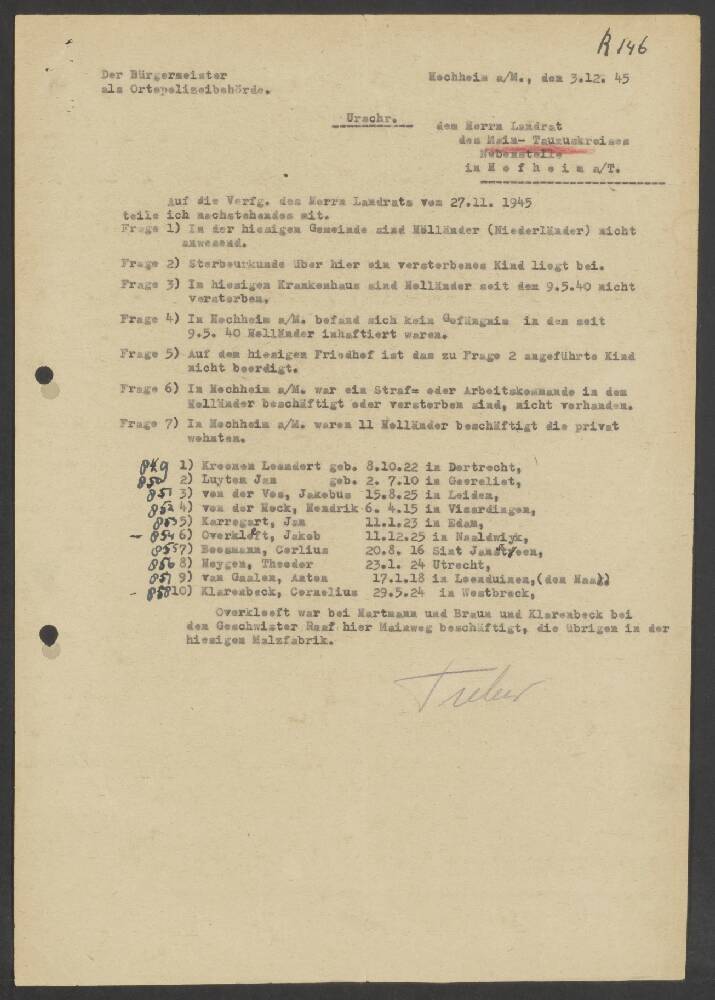 R 146
Der Bürgermeister
als Ortspolizeibehörde.
Hochheim a/M., den 3.12. 45
Urschr.
dem Herrn Landrat
des Main- Taunuskreises
Nebenstelle
in H o f h e i m a/T.
Auf die Verfg. des Herrn Landrats vom 27.11. 1945
teile ich nachstehendes mit.
Frage 1) In der hiesigen Gemeinde sind Holländer (Niederländer) nicht
anwesend.
Frage 2) Sterbeurkunde über hier ein verstorbenes Kind liegt bei.
Frage 3) Im hiesigen Krankenhaus sind Holländer seit dem 9.5.40 nicht
verstorben.
Frage 4) In Hochheim a/M. befand sich kein Gefängnis in dem seit
9.5. 40 Holländer inhaftiert waren.
Frage 5) Auf dem hiesigen Friedhof ist das zu Frage 2 angeführte Kind
nicht beerdigt.
Frage 6) In Hochheim a/M. war ein Straf= oder Arbeitskommando in dem
Holländer beschäftigt oder verstorben sind, nicht vorhanden.
Frage 7) In Hochheim a/M. waren 11 Holländer beschäftigt die privat
wohnten.
849 1) Kroonen Leendert geb. 8.10.22 in Dortrecht,
850 2) Luyten Jan geb. 2. 7.10 in Geervliet,
851 3) von der Vos, Jakobus 15.8.25 in Leiden,
852 4) von der Hock, Hendrik 6. 4.15 in Vlaardingen,
853 5) Karregart, Jan 11.1.23 in Edam,
- 854 6) Overkleft, Jakob 11.12.25 in Naaldwijk,
855 7) Boosmann, Corlius 20.8. 16 Sint Jansteen,
856 8) Heygen, Theodor 23.1. 24 Utrecht,
857 9) van Gaalen, Anton 17.1.18 in Loosduinen, (den Haag)
- 858 10) Klarenbeck, Cornelius 29.5.24 in Westbroek,
Overkleeft war bei Hartmann und Braun und Klarenbeck bei
den Geschwister Raaf hier Mainweg beschäftigt, die übrigen in der
hiesigen Malzfabrik.
Treber